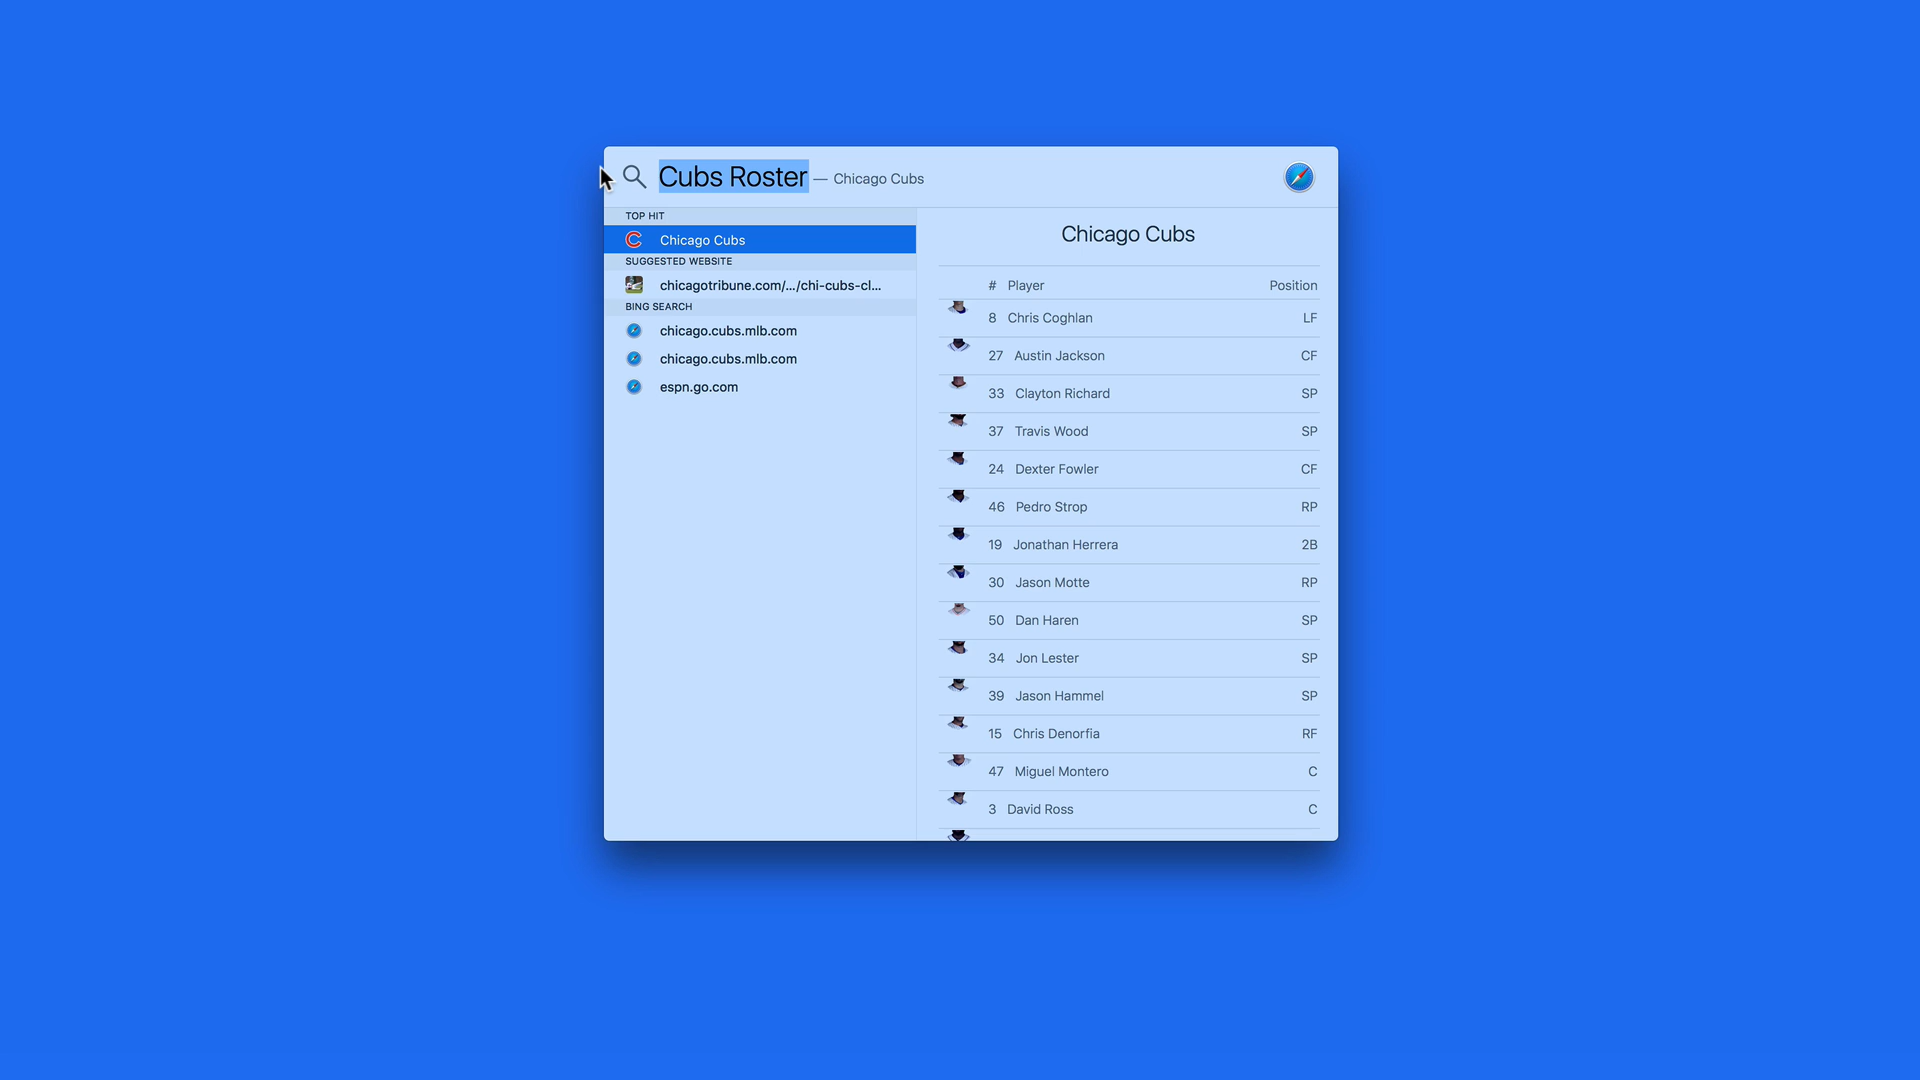 Cubs Roster — Chicago Cubs
TOP HIT
Chicago Cubs
SUGGESTED WEBSITE
chicagotribune.com/.../chi-cubs-cl...
BING SEARCH
chicago.cubs.mlb.com
chicago.cubs.mlb.com
espn.go.com
Chicago Cubs
# Player Position
8 Chris Coghlan LF
27 Austin Jackson CF
33 Clayton Richard SP
37 Travis Wood SP
24 Dexter Fowler CF
46 Pedro Strop RP
19 Jonathan Herrera 2B
30 Jason Motte RP
50 Dan Haren SP
34 Jon Lester SP
39 Jason Hammel SP
15 Chris Denorfia RF
47 Miguel Montero C
3 David Ross C